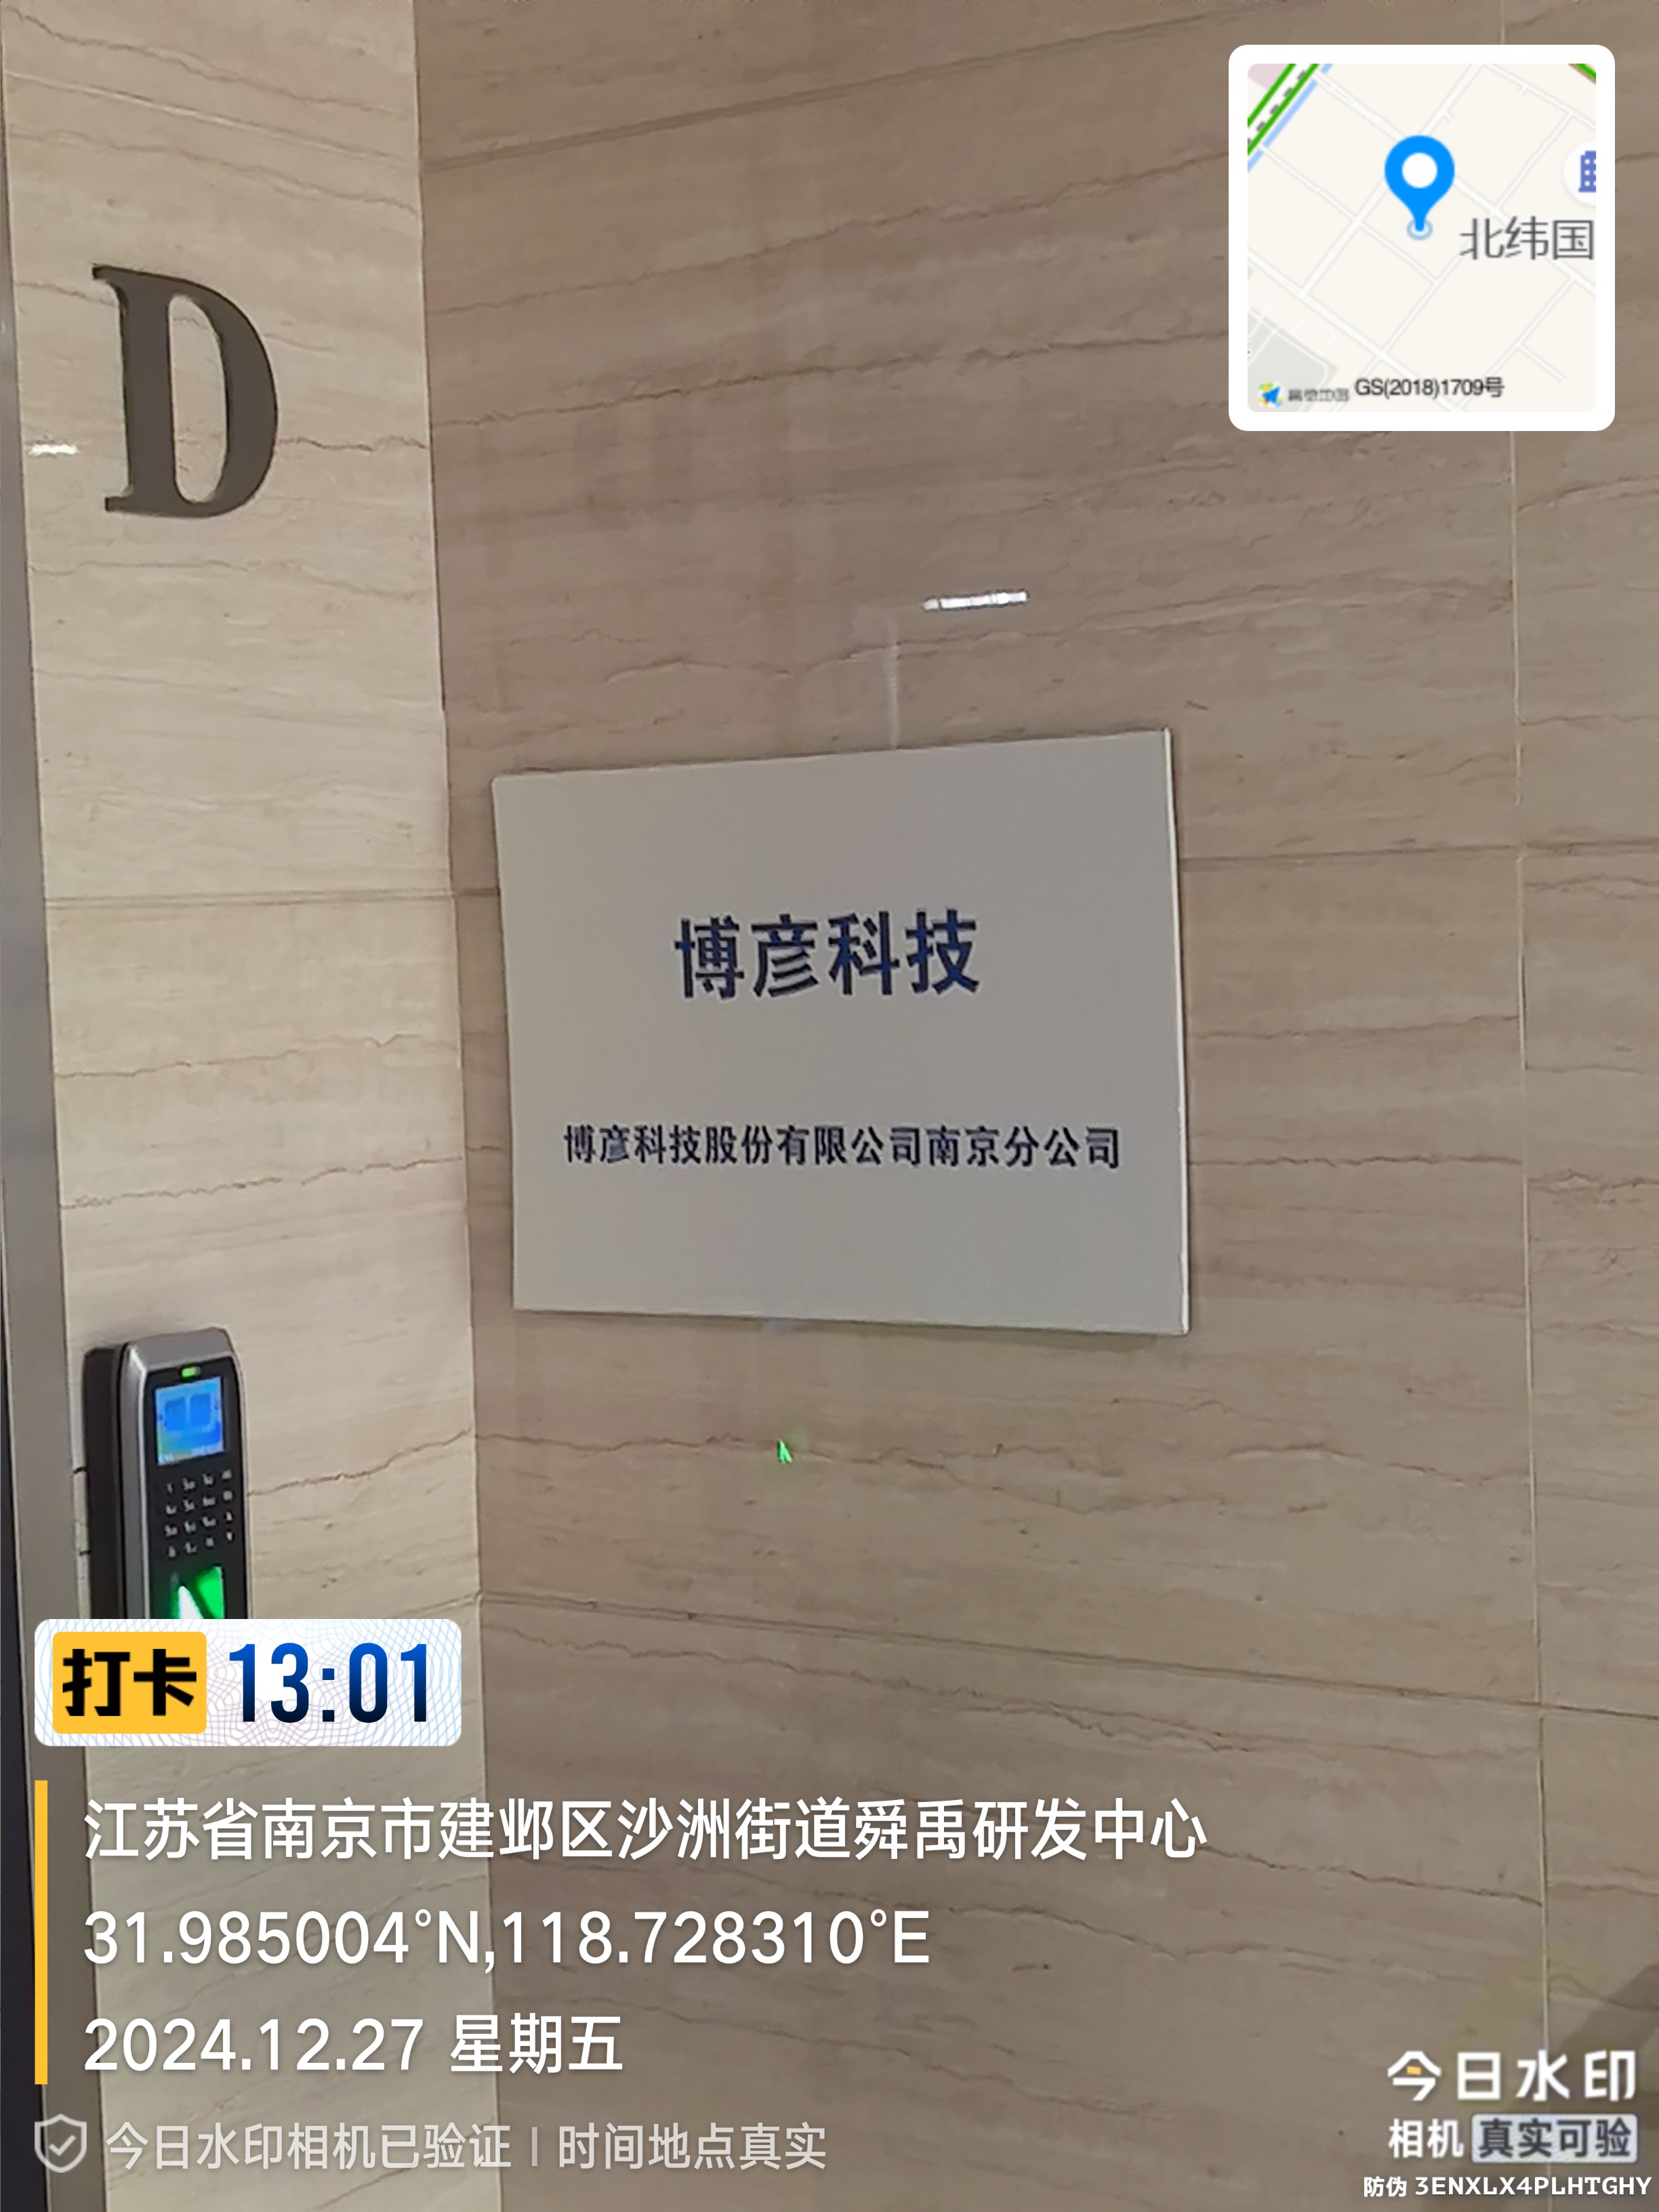 北纬国
GS(2018)1709号
D
博彦科技
博彦科技股份有限公司南京分公司
打卡 13:01
江苏省南京市建邺区沙洲街道舜禹研发中心
31.985004°N,118.728310°E
2024.12.27 星期五
今日水印相机已验证 | 时间地点真实
今日水印
相机 真实可验
防伪 3ENXLX4PLHTGHY